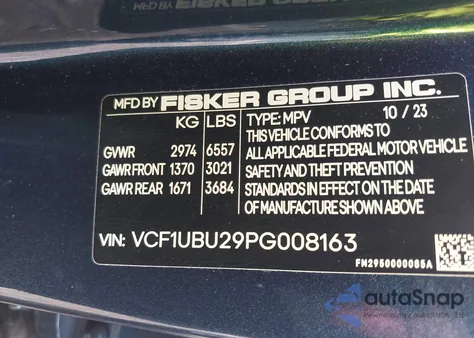 MFD BY FISKER GROUP INC.
KG LBS TYPE: MPV 10 / 23
THIS VEHICLE CONFORMS TO
GVWR 2974 6557 ALL APPLICABLE FEDERAL MOTOR VEHICLE
GAWR FRONT 1370 3021 SAFETY AND THEFT PREVENTION
GAWR REAR 1671 3684 STANDARDS IN EFFECT ON THE DATE
OF MANUFACTURE SHOWN ABOVE.
VIN: VCF1UBU29PG008163
FM2950000085A
autoSnap